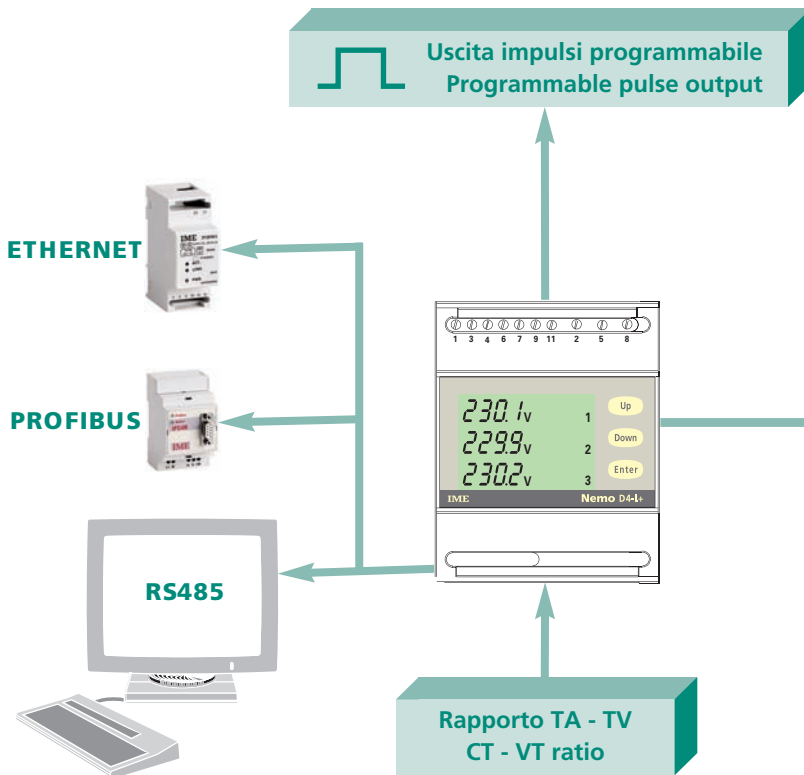 Uscita impulsi programmabile
Programmable pulse output
ETHERNET
IME
PROFIBUS
IME
1 3 4 6 7 9 11 2 5 8
230.1v 1
229.9v 2
230.2v 3
Up
Down
Enter
IME Nemo D4-L+
RS485
Rapporto TA - TV
CT - VT ratio